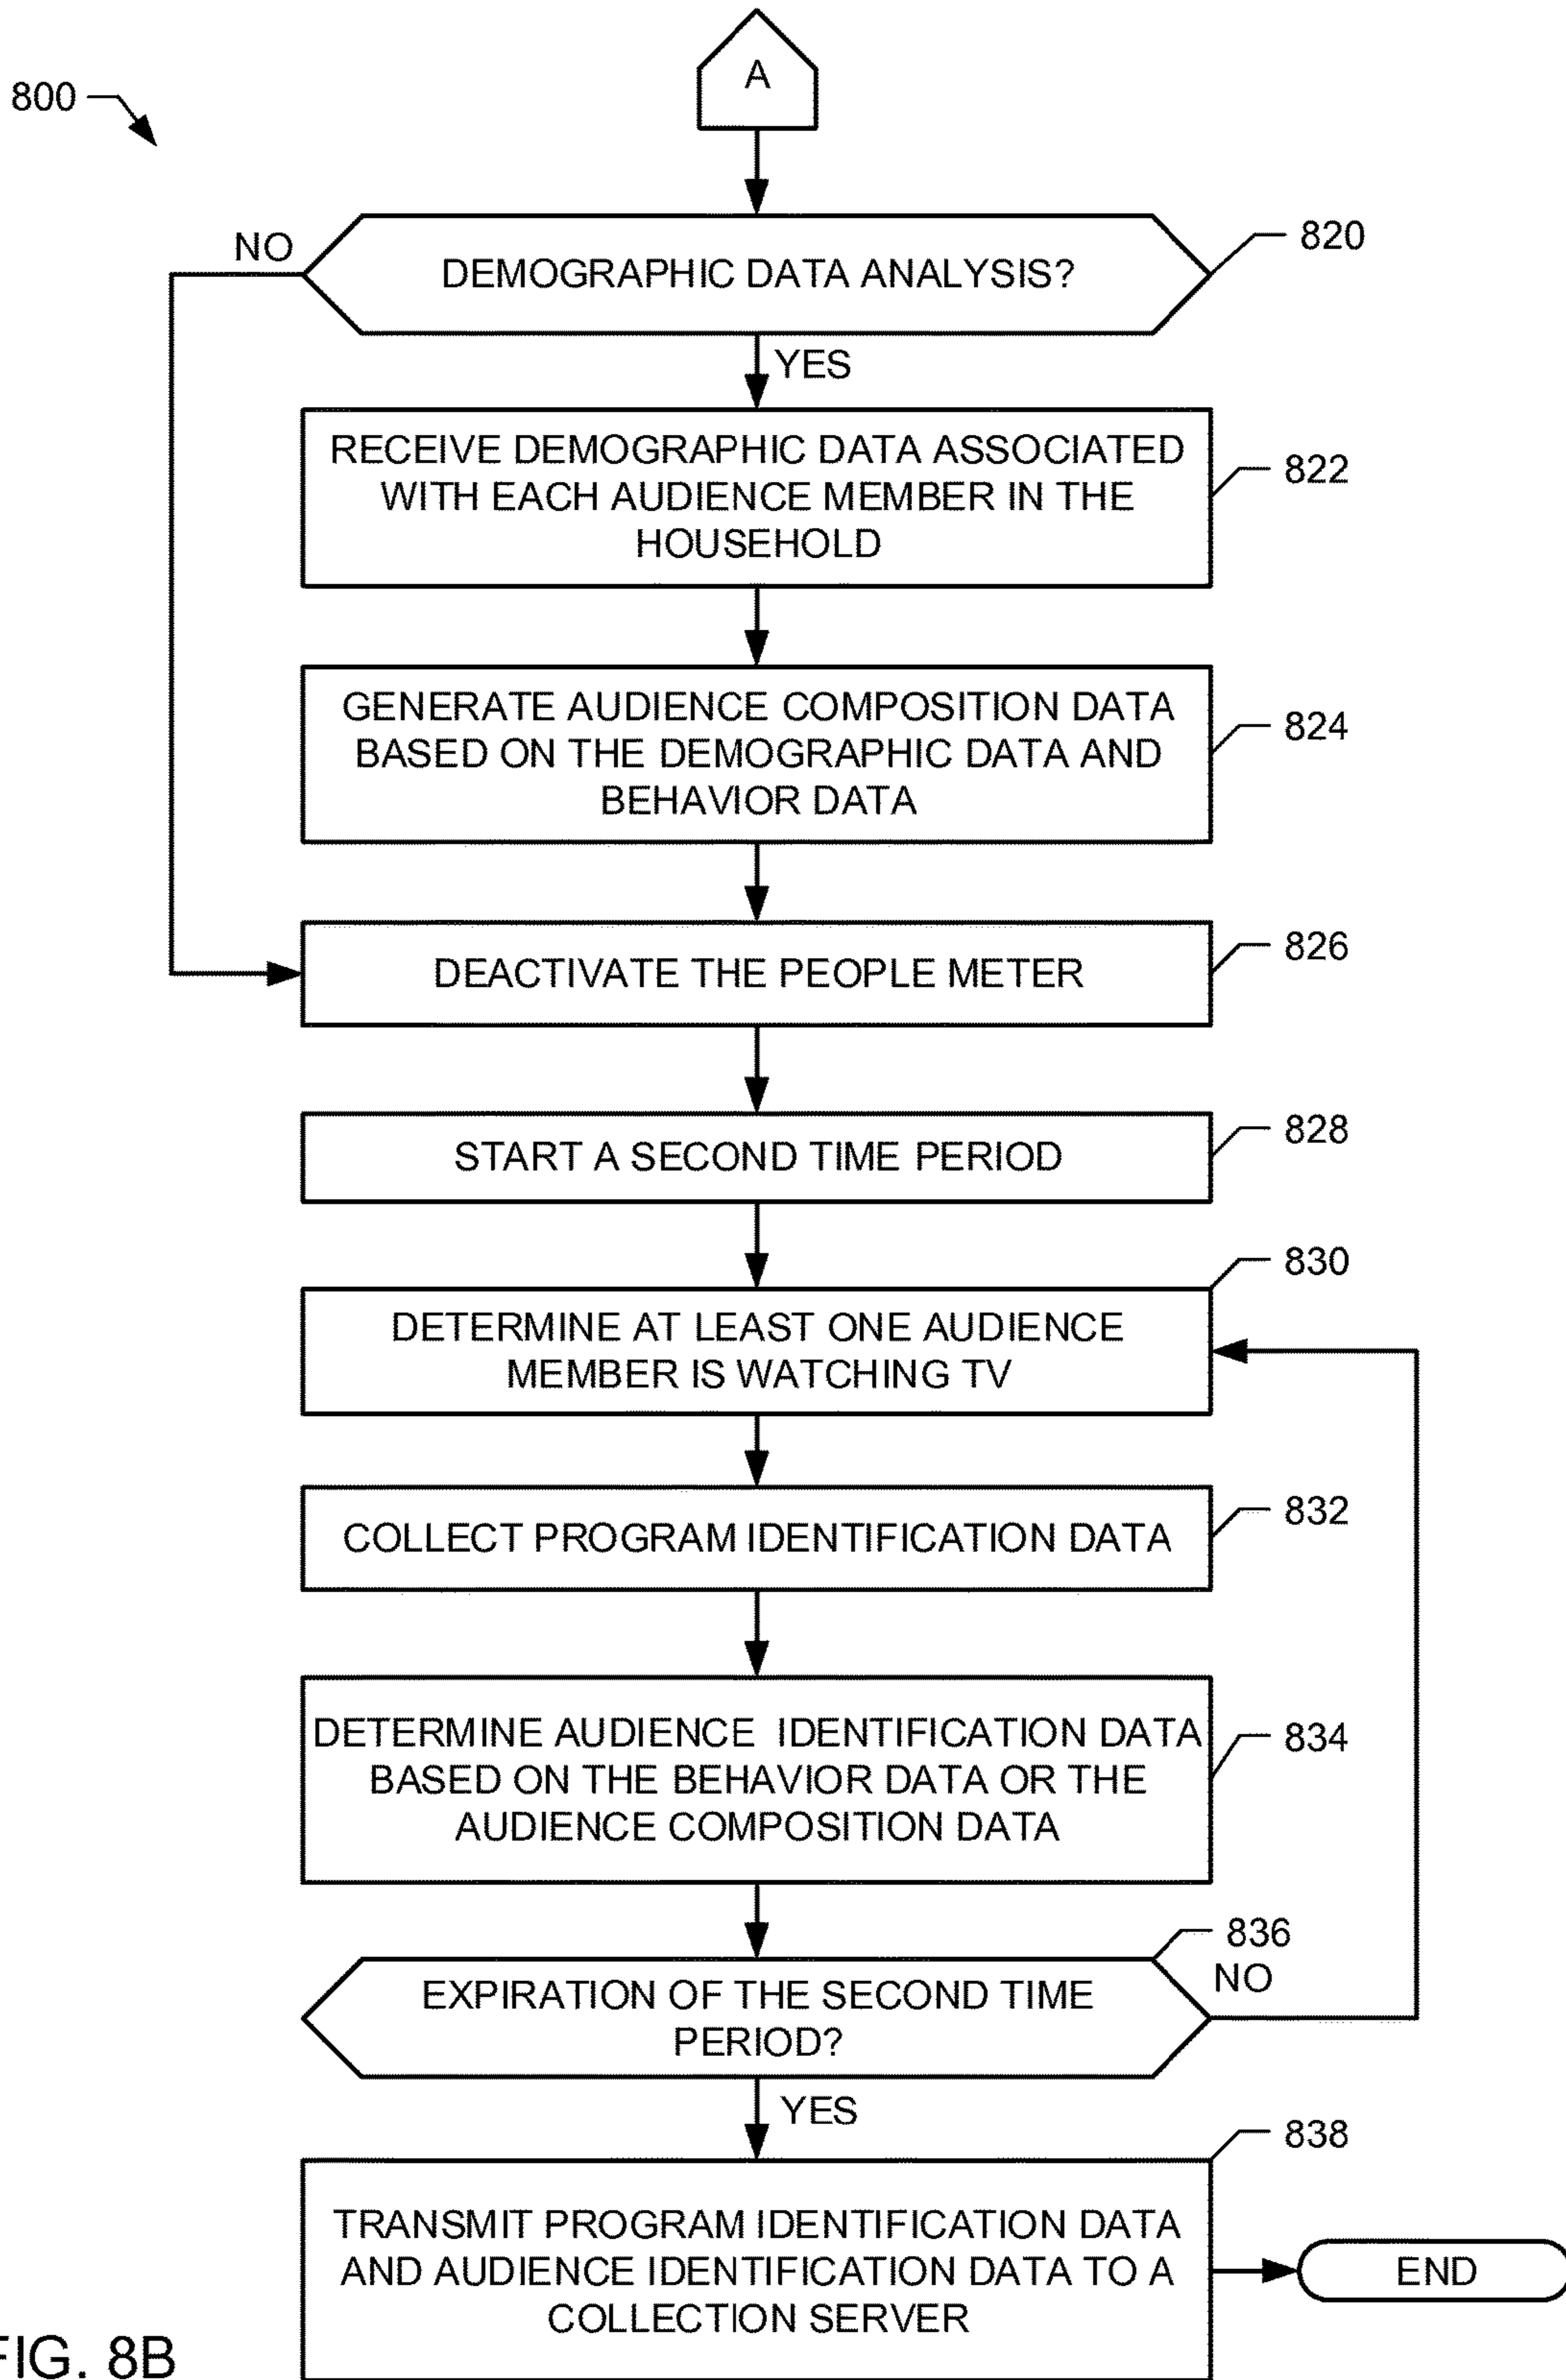 A
800
NO
DEMOGRAPHIC DATA ANALYSIS?
820
YES
RECEIVE DEMOGRAPHIC DATA ASSOCIATED
WITH EACH AUDIENCE MEMBER IN THE
HOUSEHOLD
822
GENERATE AUDIENCE COMPOSITION DATA
BASED ON THE DEMOGRAPHIC DATA AND
BEHAVIOR DATA
824
DEACTIVATE THE PEOPLE METER
826
START A SECOND TIME PERIOD
828
830
DETERMINE AT LEAST ONE AUDIENCE
MEMBER IS WATCHING TV
COLLECT PROGRAM IDENTIFICATION DATA
832
DETERMINE AUDIENCE IDENTIFICATION DATA
BASED ON THE BEHAVIOR DATA OR THE
AUDIENCE COMPOSITION DATA
834
836
NO
EXPIRATION OF THE SECOND TIME
PERIOD?
YES
838
TRANSMIT PROGRAM IDENTIFICATION DATA
AND AUDIENCE IDENTIFICATION DATA TO A
COLLECTION SERVER
END
FIG. 8B